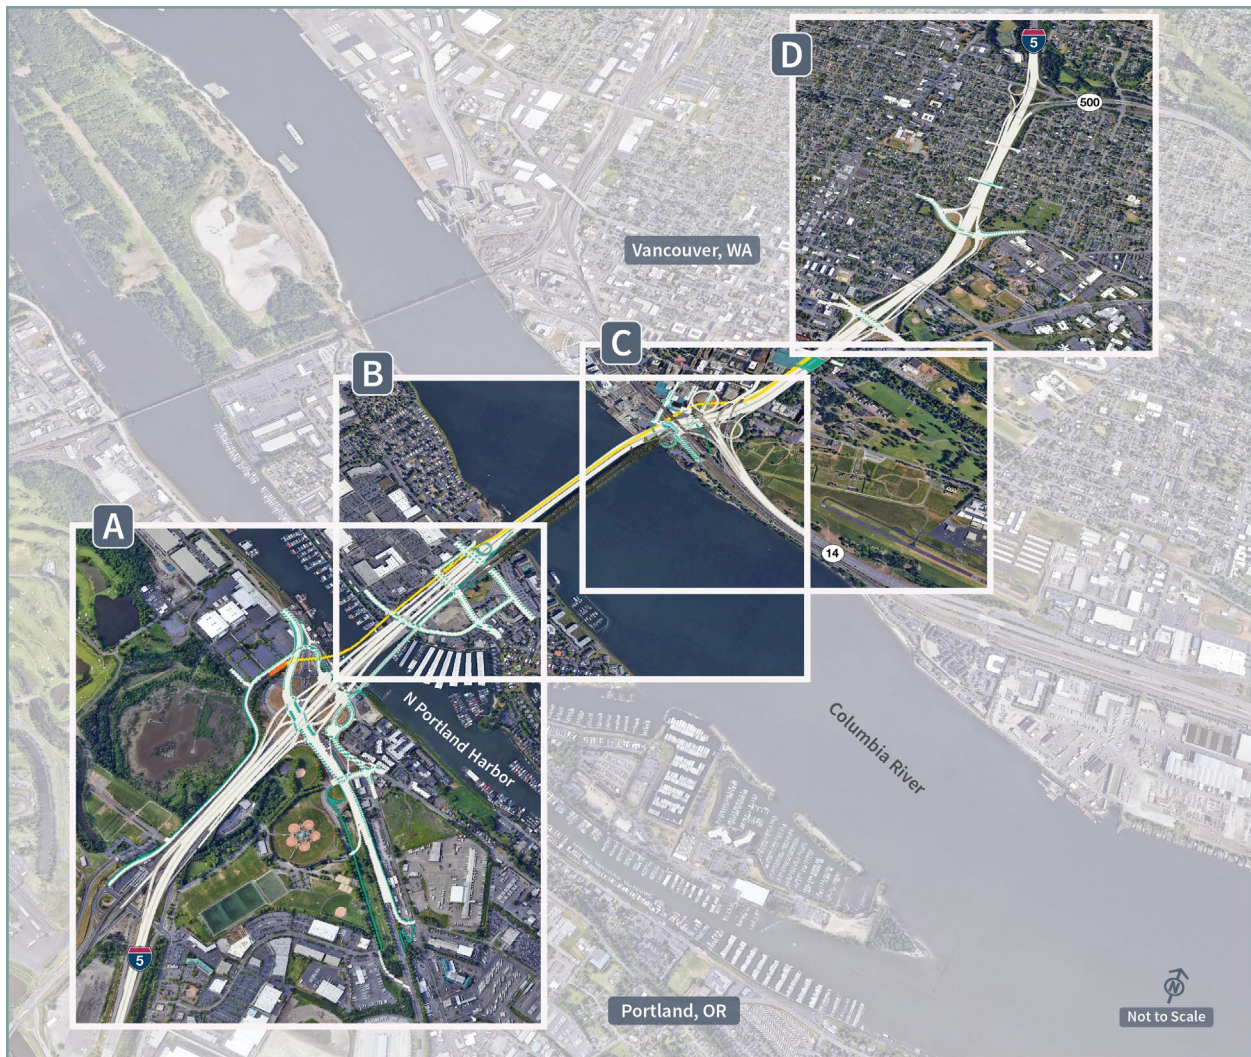 D
5
500
Vancouver, WA
C
B
14
A
N Portland Harbor
Columbia River
5
Portland, OR
N
Not to Scale